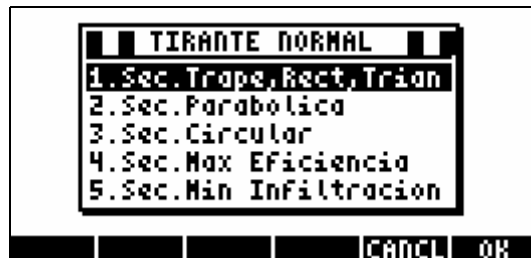 TIRANTE NORMAL
1.Sec.Trape,Rect,Trian
2.Sec.Parabolica
3.Sec.Circular
4.Sec.Max Eficiencia
5.Sec.Min Infiltracion
CANCL OK